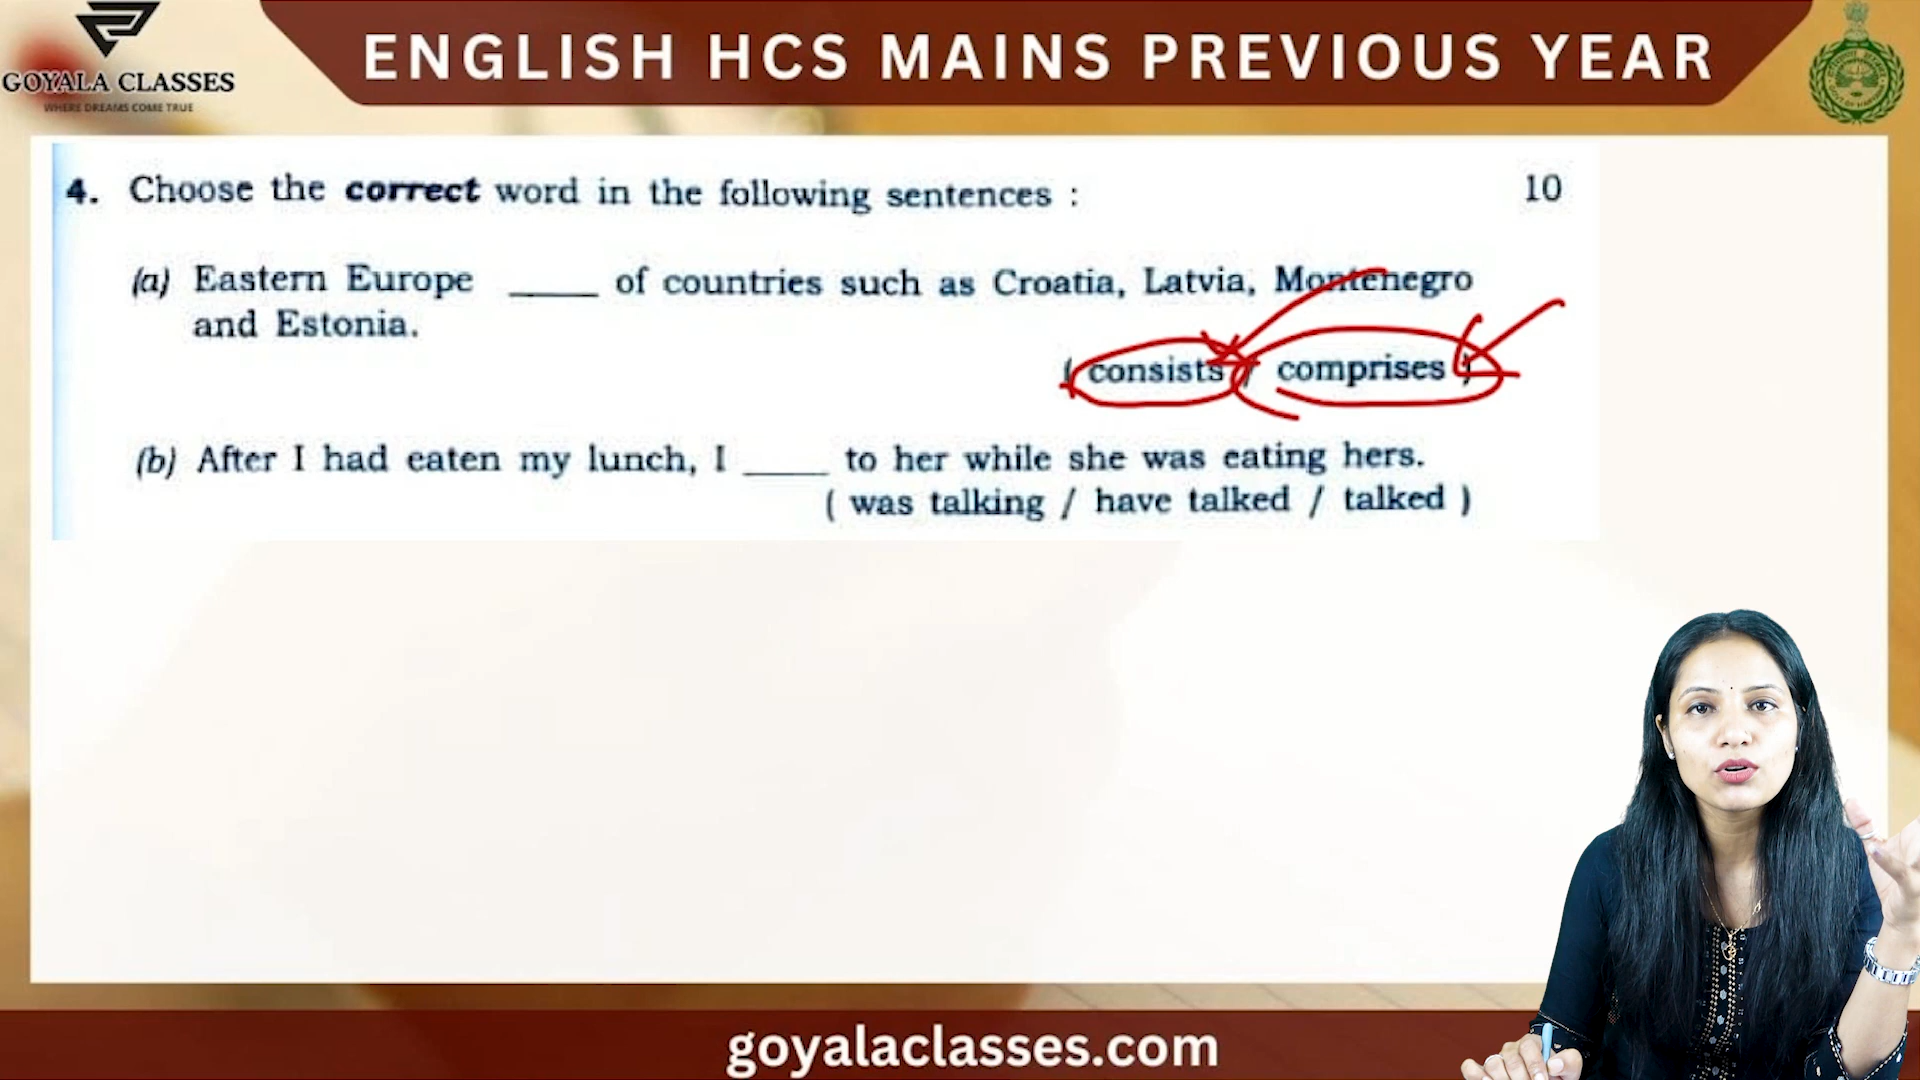 GOYALA CLASSES
WHERE DREAMS COME TRUE
ENGLISH HCS MAINS PREVIOUS YEAR
4. Choose the correct word in the following sentences : 10
(a) Eastern Europe ____ of countries such as Croatia, Latvia, Montenegro
and Estonia.
( consists / comprises )
(b) After I had eaten my lunch, I ____ to her while she was eating hers.
( was talking / have talked / talked )
goyalaclasses.com